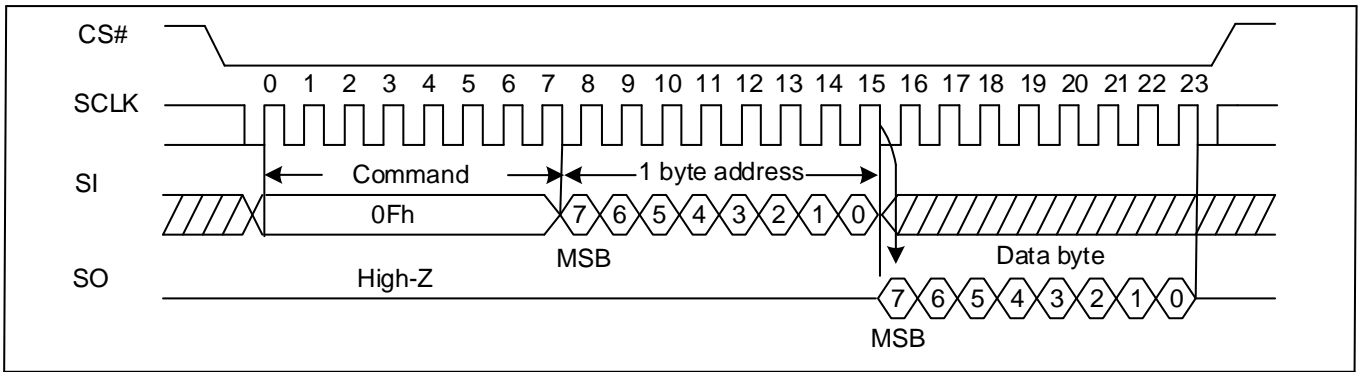 CS#
0 1 2 3 4 5 6 7 8 9 10 11 12 13 14 15 16 17 18 19 20 21 22 23
SCLK
Command 1 byte address
SI
0Fh 7 6 5 4 3 2 1 0
MSB Data byte
SO High-Z
7 6 5 4 3 2 1 0
MSB